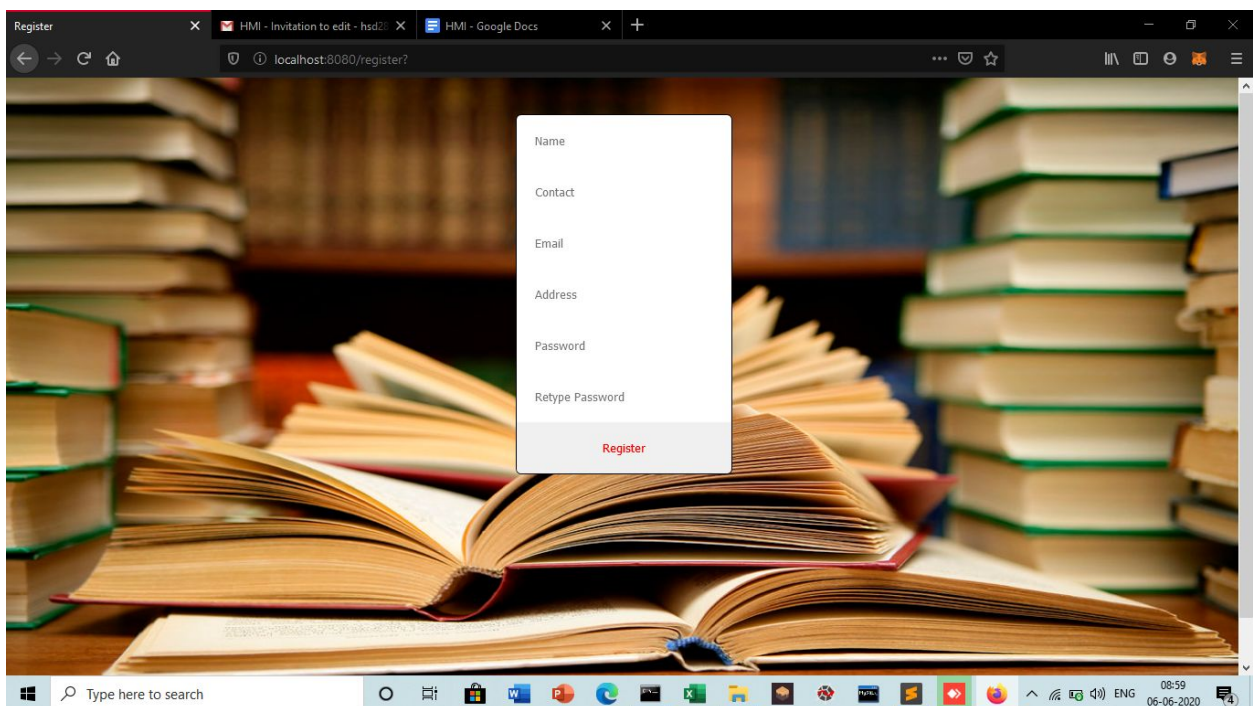 Register
HMI - Invitation to edit - hsd28
HMI - Google Docs
localhost:8080/register?
Name
Contact
Email
Address
Password
Retype Password
Register
Type here to search
ENG
08:59
06-06-2020